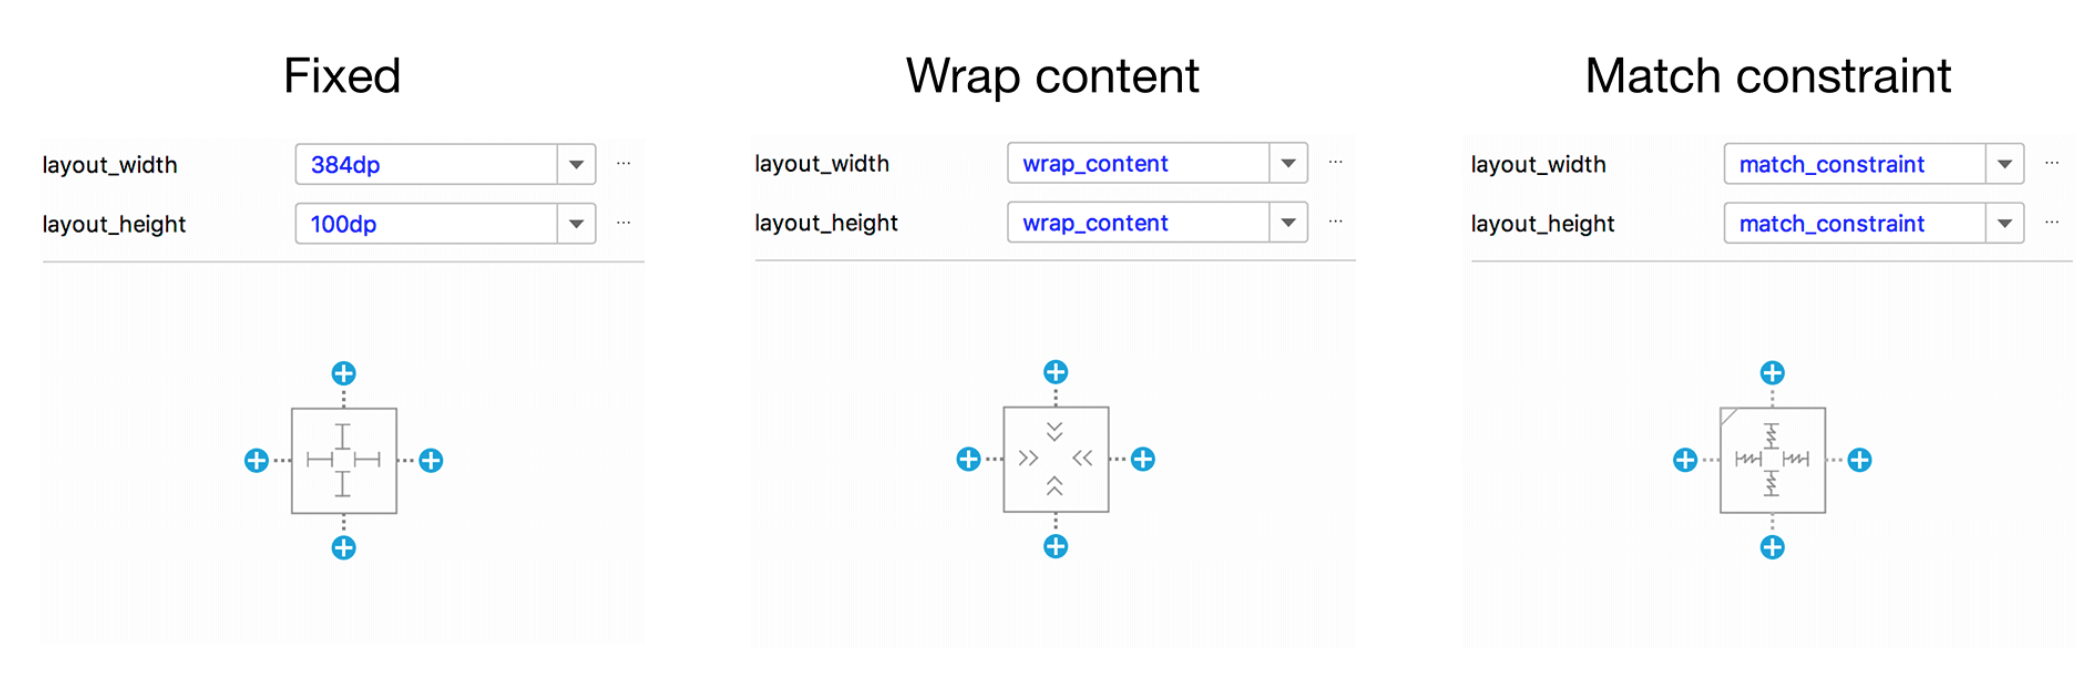 Fixed
layout_width 384dp ...
layout_height 100dp ...
Wrap content
layout_width wrap_content ...
layout_height wrap_content ...
Match constraint
layout_width match_constraint ...
layout_height match_constraint ...